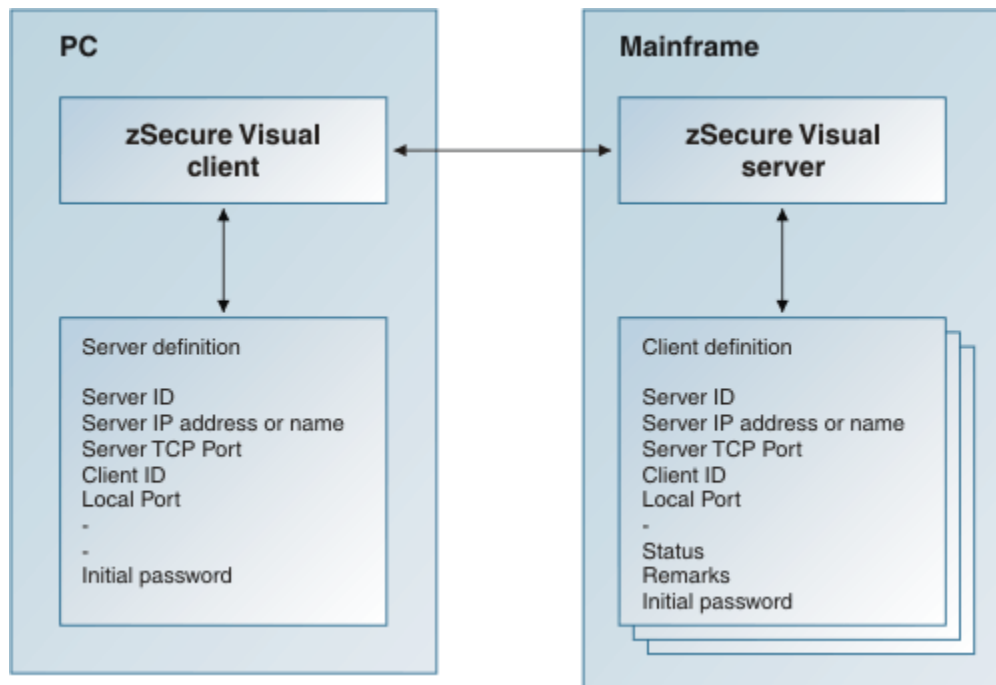 PC
zSecure Visual
client
Server definition
Server ID
Server IP address or name
Server TCP Port
Client ID
Local Port
-
-
Initial password
Mainframe
zSecure Visual
server
Client definition
Server ID
Server IP address or name
Server TCP Port
Client ID
Local Port
-
Status
Remarks
Initial password